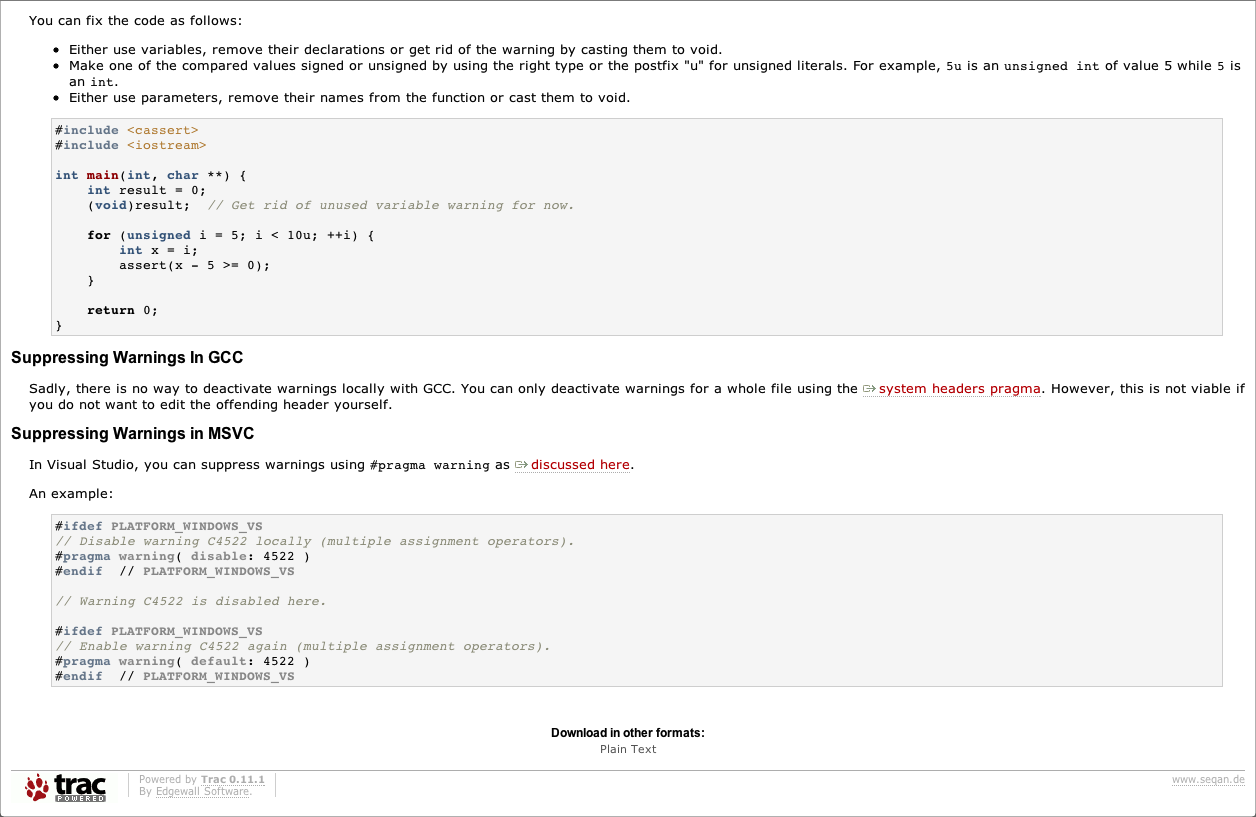 You can fix the code as follows:
• Either use variables, remove their declarations or get rid of the warning by casting them to void.
• Make one of the compared values signed or unsigned by using the right type or the postfix "u" for unsigned literals. For example, 5u is an unsigned int of value 5 while 5 is
an int.
• Either use parameters, remove their names from the function or cast them to void.
#include <cassert>
#include <iostream>

int main(int, char **) {
    int result = 0;
    (void)result;  // Get rid of unused variable warning for now.

    for (unsigned i = 5; i < 10u; ++i) {
        int x = i;
        assert(x - 5 >= 0);
    }

    return 0;
}
Suppressing Warnings In GCC
Sadly, there is no way to deactivate warnings locally with GCC. You can only deactivate warnings for a whole file using the system headers pragma. However, this is not viable if
you do not want to edit the offending header yourself.
Suppressing Warnings in MSVC
In Visual Studio, you can suppress warnings using #pragma warning as discussed here.
An example:
#ifdef PLATFORM_WINDOWS_VS
// Disable warning C4522 locally (multiple assignment operators).
#pragma warning( disable: 4522 )
#endif  // PLATFORM_WINDOWS_VS

// Warning C4522 is disabled here.

#ifdef PLATFORM_WINDOWS_VS
// Enable warning C4522 again (multiple assignment operators).
#pragma warning( default: 4522 )
#endif  // PLATFORM_WINDOWS_VS
Download in other formats:
Plain Text
trac
POWERED
Powered by Trac 0.11.1
By Edgewall Software.
www.seqan.de